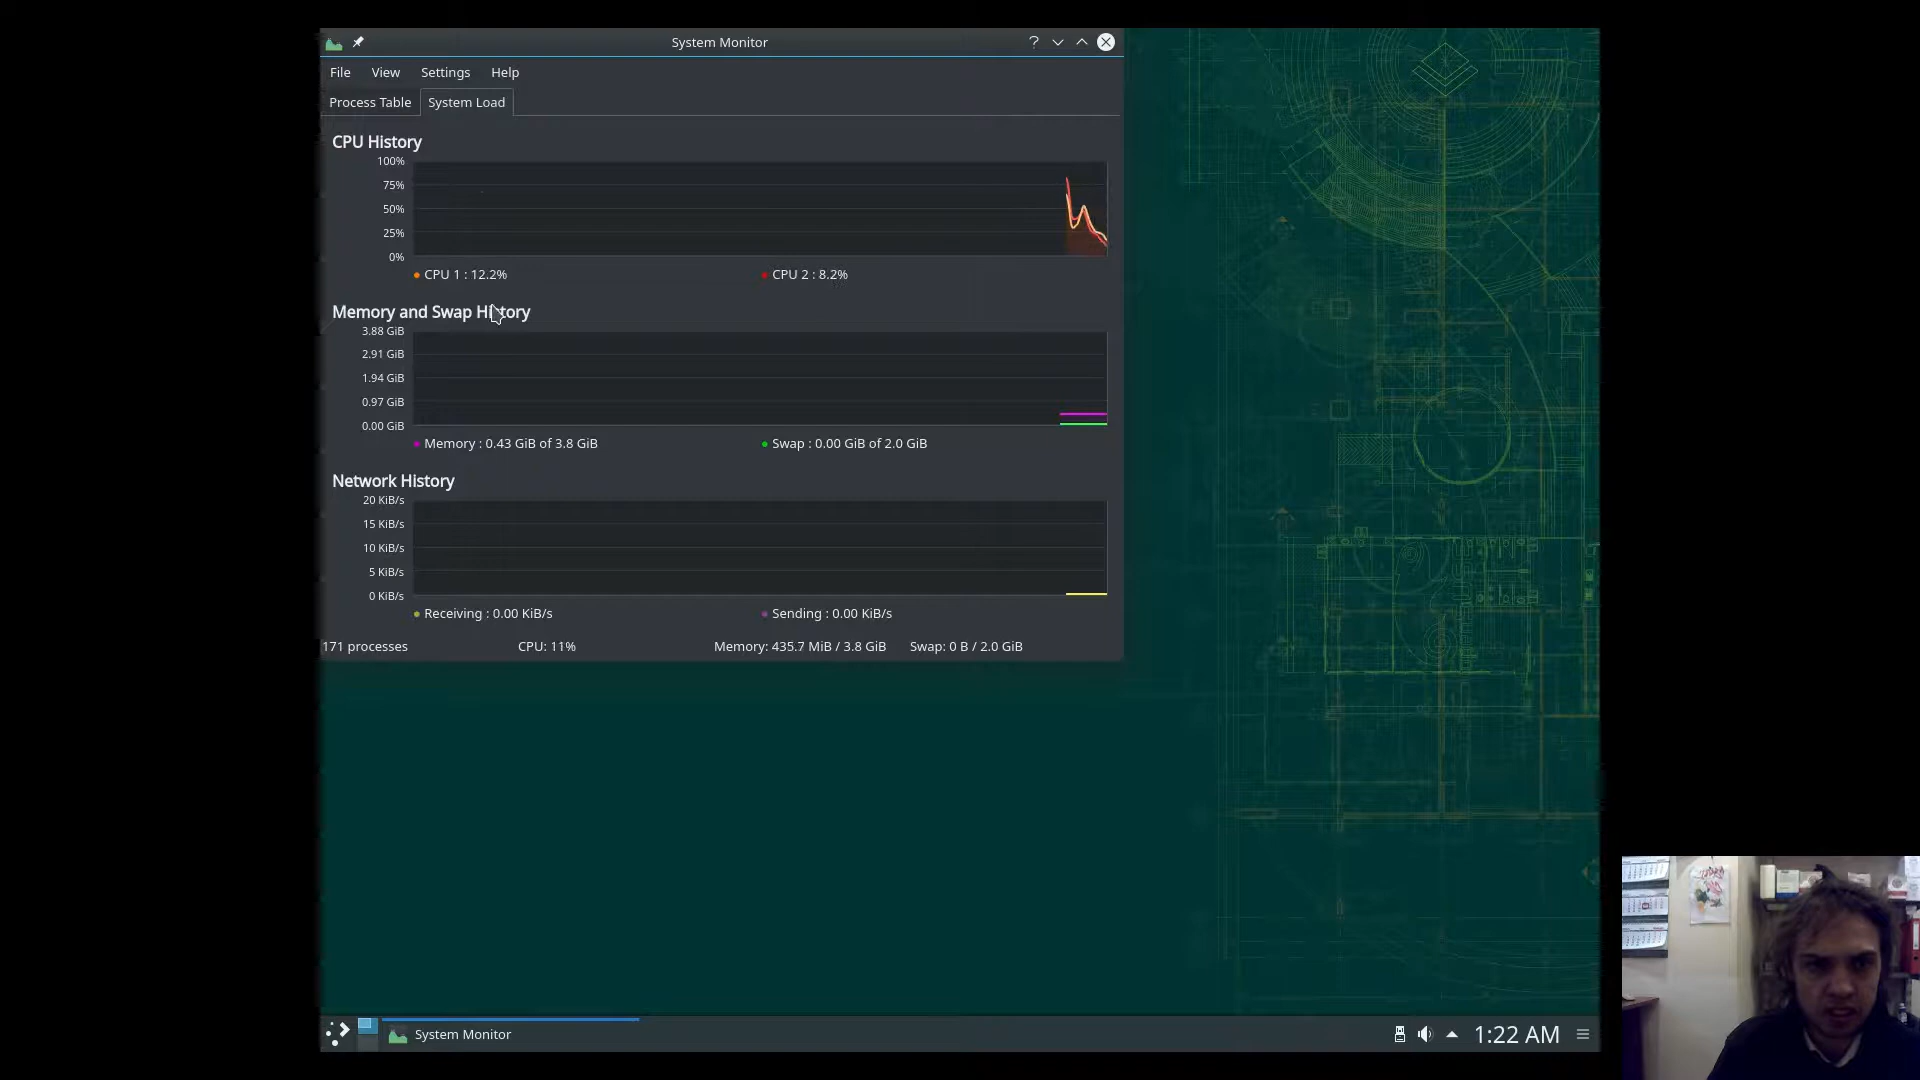 System Monitor
File View Settings Help
Process Table System Load
CPU History
100%
75%
50%
25%
0%
CPU 1 : 12.2% CPU 2 : 8.2%
Memory and Swap History
3.88 GiB
2.91 GiB
1.94 GiB
0.97 GiB
0.00 GiB
Memory : 0.43 GiB of 3.8 GiB Swap : 0.00 GiB of 2.0 GiB
Network History
20 KiB/s
15 KiB/s
10 KiB/s
5 KiB/s
0 KiB/s
Receiving : 0.00 KiB/s Sending : 0.00 KiB/s
171 processes CPU: 11% Memory: 435.7 MiB / 3.8 GiB Swap: 0 B / 2.0 GiB
System Monitor 1:22 AM